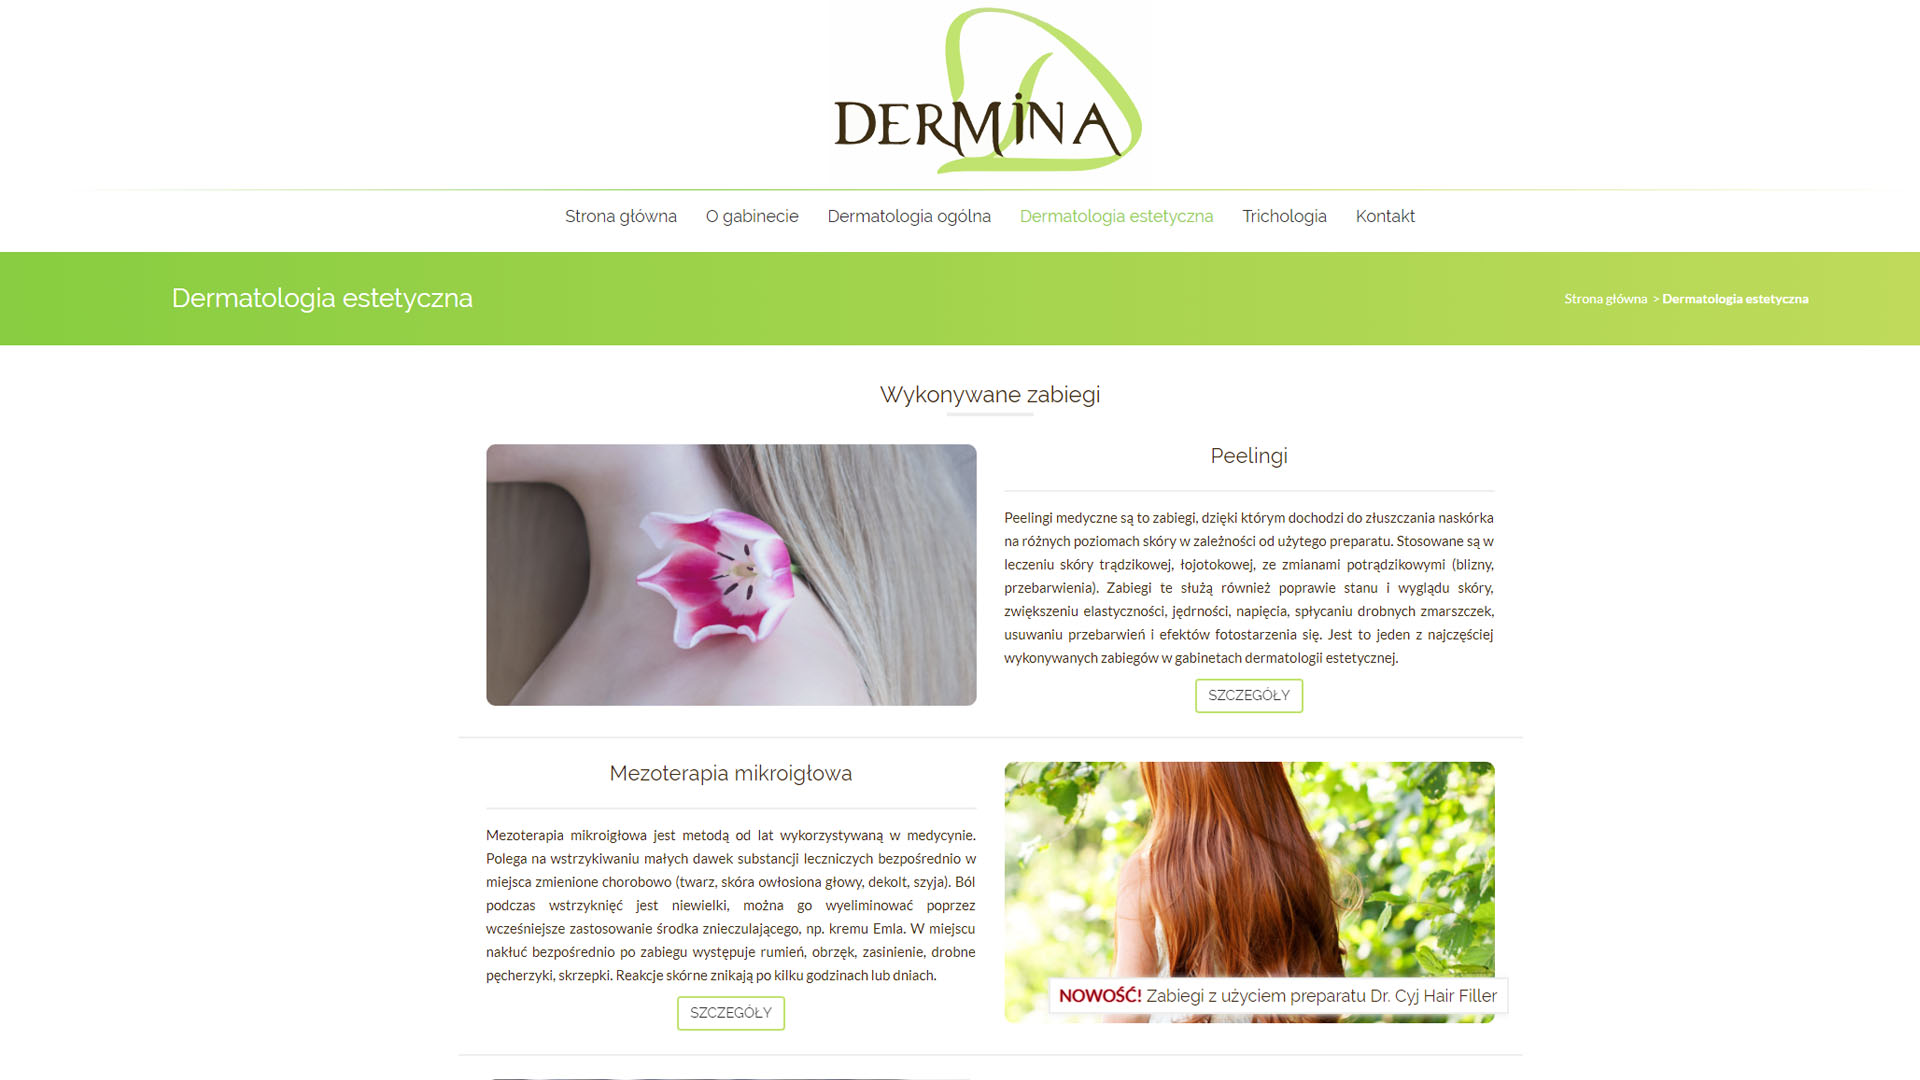 DERMINA
Strona główna O gabinecie Dermatologia ogólna Dermatologia estetyczna Trichologia Kontakt
Dermatologia estetyczna
Strona główna > Dermatologia estetyczna
Wykonywane zabiegi
Peelingi
Peelingi medyczne są to zabiegi, dzięki którym dochodzi do złuszczania naskórka
na różnych poziomach skóry w zależności od użytego preparatu. Stosowane są w
leczeniu skóry trądzikowej, łojotokowej, ze zmianami potrądzikowymi (blizny,
przebarwienia). Zabiegi te służą również poprawie stanu i wyglądu skóry,
zwiększeniu elastyczności, jędrności, napięcia, spłycaniu drobnych zmarszczek,
usuwaniu przebarwień i efektów fotostarzenia się. Jest to jeden z najczęściej
wykonywanych zabiegów w gabinetach dermatologii estetycznej.
SZCZEGÓŁY
Mezoterapia mikroigłowa
Mezoterapia mikroigłowa jest metodą od lat wykorzystywaną w medycynie.
Polega na wstrzykiwaniu małych dawek substancji leczniczych bezpośrednio w
miejsca zmienione chorobowo (twarz, skóra owłosiona głowy, dekolt, szyja). Ból
podczas wstrzyknięć jest niewielki, można go wyeliminować poprzez
wcześniejsze zastosowanie środka znieczulającego, np. kremu Emla. W miejscu
nakłuć bezpośrednio po zabiegu występuje rumień, obrzęk, zasinienie, drobne
pęcherzyki, skrzepki. Reakcje skórne znikają po kilku godzinach lub dniach.
SZCZEGÓŁY
NOWOŚĆ! Zabiegi z użyciem preparatu Dr. Cyj Hair Filler